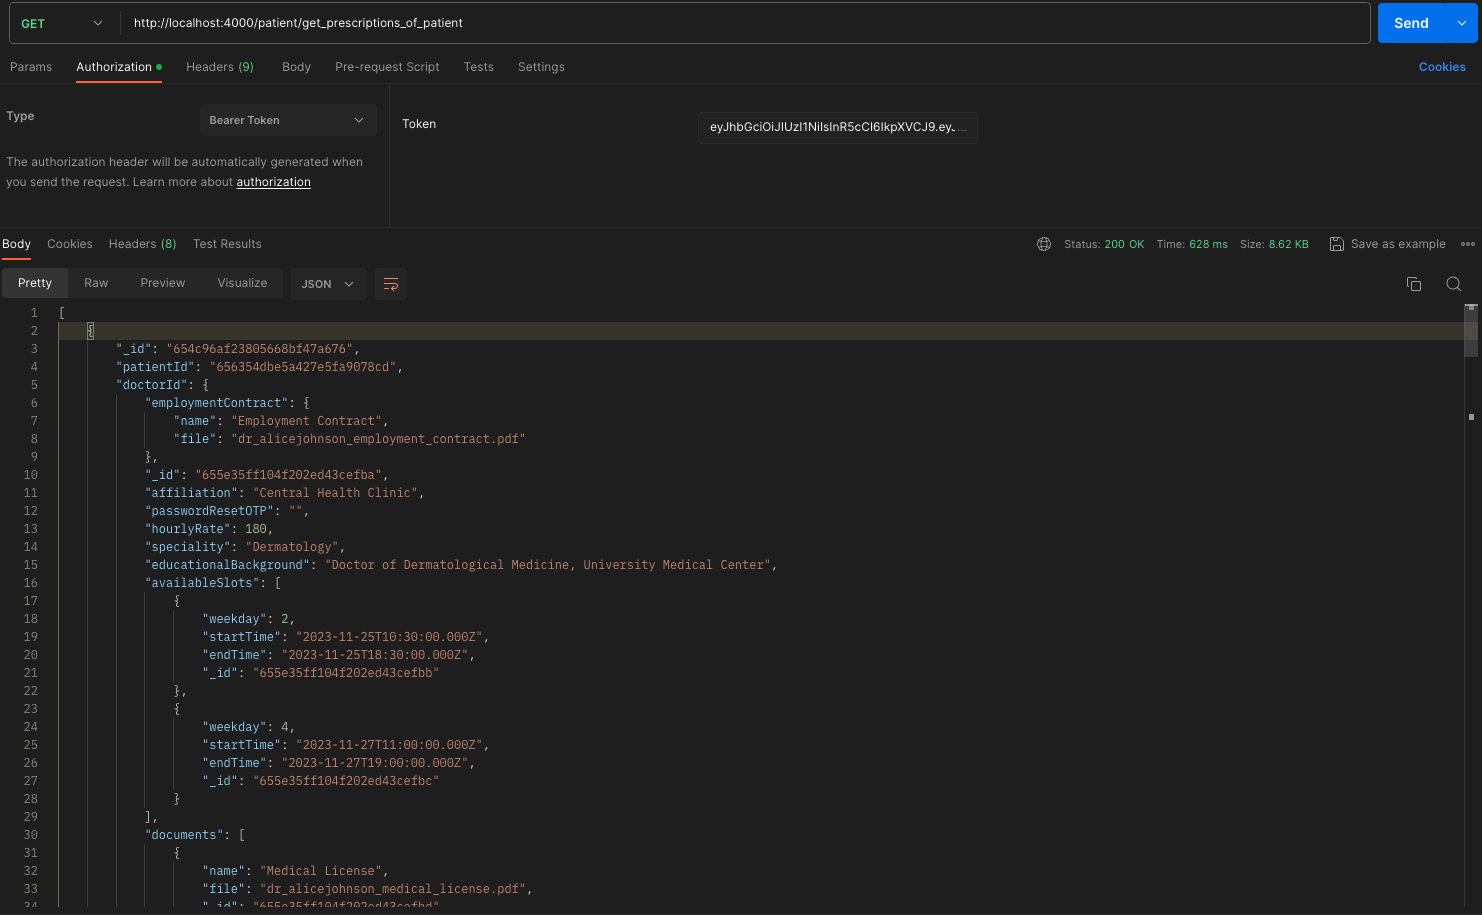 GET http://localhost:4000/patient/get_prescriptions_of_patient Send
Params Authorization Headers (9) Body Pre-request Script Tests Settings Cookies
Type Bearer Token Token eyJhbGciOiJIUzI1NiIsInR5cCI6IkpXVCJ9.eyJ...
The authorization header will be automatically generated when
you send the request. Learn more about authorization
Body Cookies Headers (8) Test Results Status: 200 OK Time: 628 ms Size: 8.62 KB Save as example
Pretty Raw Preview Visualize JSON
1 [
2 {
3 "_id": "654c96af23805668bf47a676",
4 "patientId": "656354dbe5a427e5fa9078cd",
5 "doctorId": {
6 "employmentContract": {
7 "name": "Employment Contract",
8 "file": "dr_alicejohnson_employment_contract.pdf"
9 },
10 "_id": "655e35ff104f202ed43cefba",
11 "affiliation": "Central Health Clinic",
12 "passwordResetOTP": "",
13 "hourlyRate": 180,
14 "speciality": "Dermatology",
15 "educationalBackground": "Doctor of Dermatological Medicine, University Medical Center",
16 "availableSlots": [
17 {
18 "weekday": 2,
19 "startTime": "2023-11-25T10:30:00.000Z",
20 "endTime": "2023-11-25T18:30:00.000Z",
21 "_id": "655e35ff104f202ed43cefbb"
22 },
23 {
24 "weekday": 4,
25 "startTime": "2023-11-27T11:00:00.000Z",
26 "endTime": "2023-11-27T19:00:00.000Z",
27 "_id": "655e35ff104f202ed43cefbc"
28 }
29 ],
30 "documents": [
31 {
32 "name": "Medical License",
33 "file": "dr_alicejohnson_medical_license.pdf",
34 "_id": "655e35ff104f202ed43cefbd"